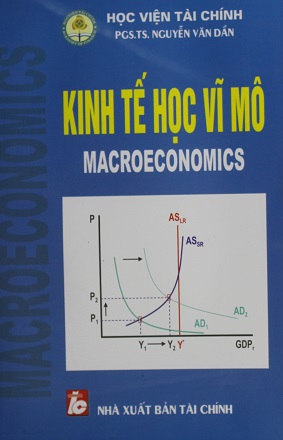 HỌC VIỆN TÀI CHÍNH
PGS.TS. NGUYỄN VĂN DẦN
KINH TẾ HỌC VĨ MÔ
MACROECONOMICS
MACROECONOMICS
P
AS_LR
AS_SR
P₂
AD₂
P₁
AD₁
Y₁ Y₂ Y*
GDPᵣ
NHÀ XUẤT BẢN TÀI CHÍNH